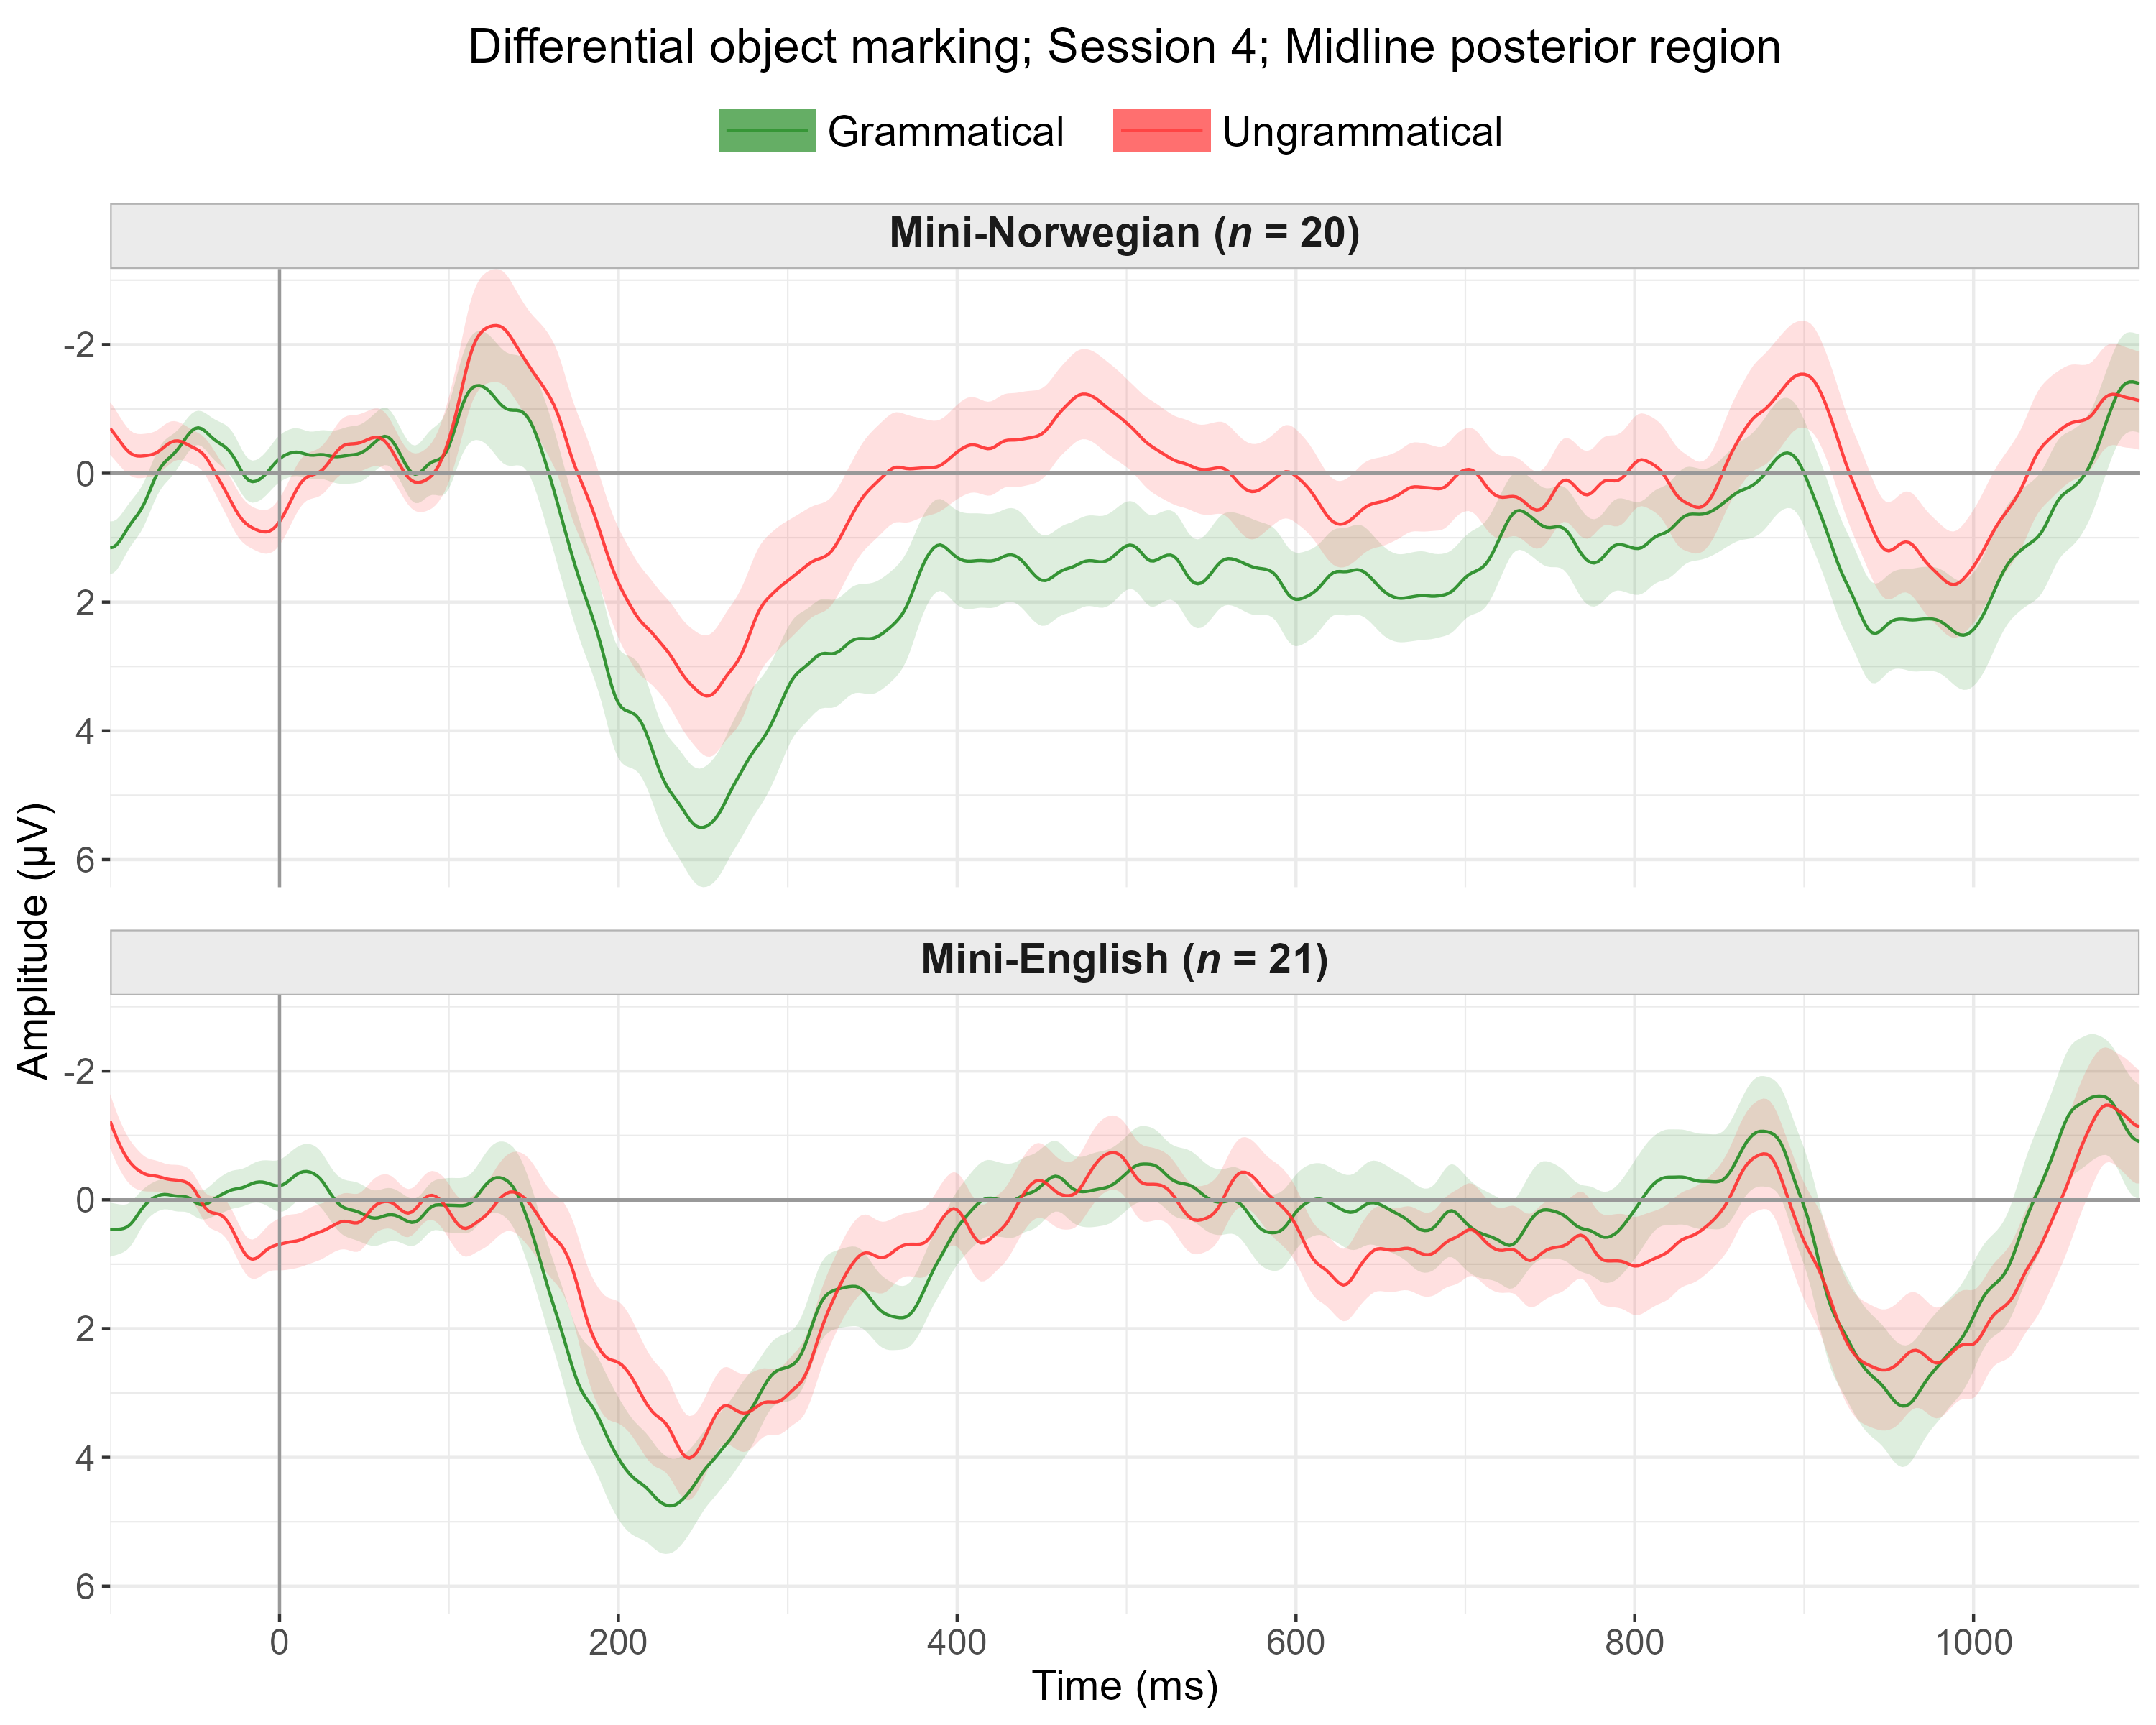 Differential object marking; Session 4; Midline posterior region
Grammatical Ungrammatical
Mini-Norwegian (n = 20)
-2
0
2
4
6
Mini-English (n = 21)
-2
0
2
4
6
0 200 400 600 800 1000
Time (ms)
Amplitude (µV)